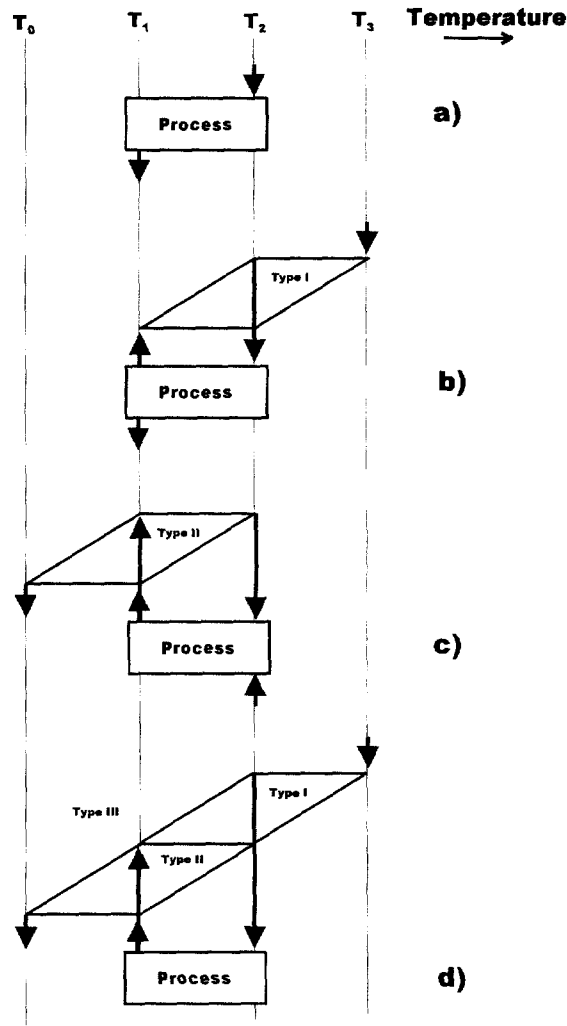 T₀ T₁ T₂ T₃ Temperature
Process
a)
Type I
Process
b)
Type II
Process
c)
Type I
Type III
Type II
Process
d)